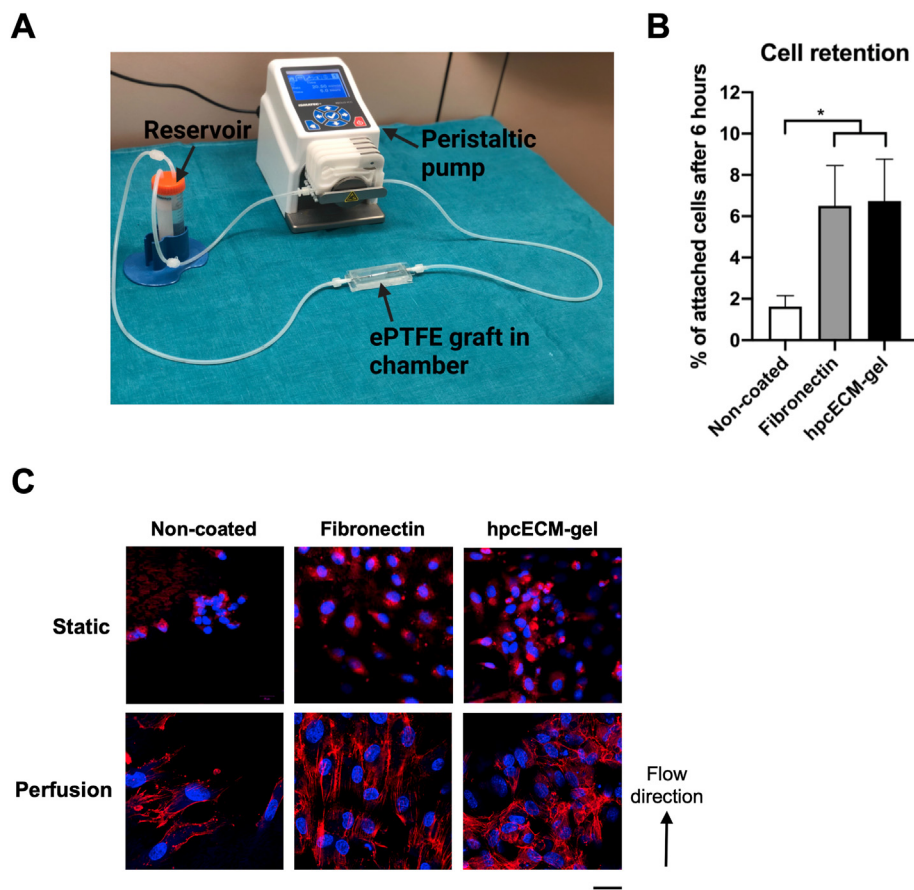 A
Reservoir
Peristaltic
pump
ePTFE graft in
chamber
B
Cell retention
% of attached cells after 6 hours
12
10
8
6
4
2
0
*
Non-coated
Fibronectin
hpcECM-gel
C
Non-coated
Fibronectin
hpcECM-gel
Static
Perfusion
Flow
direction